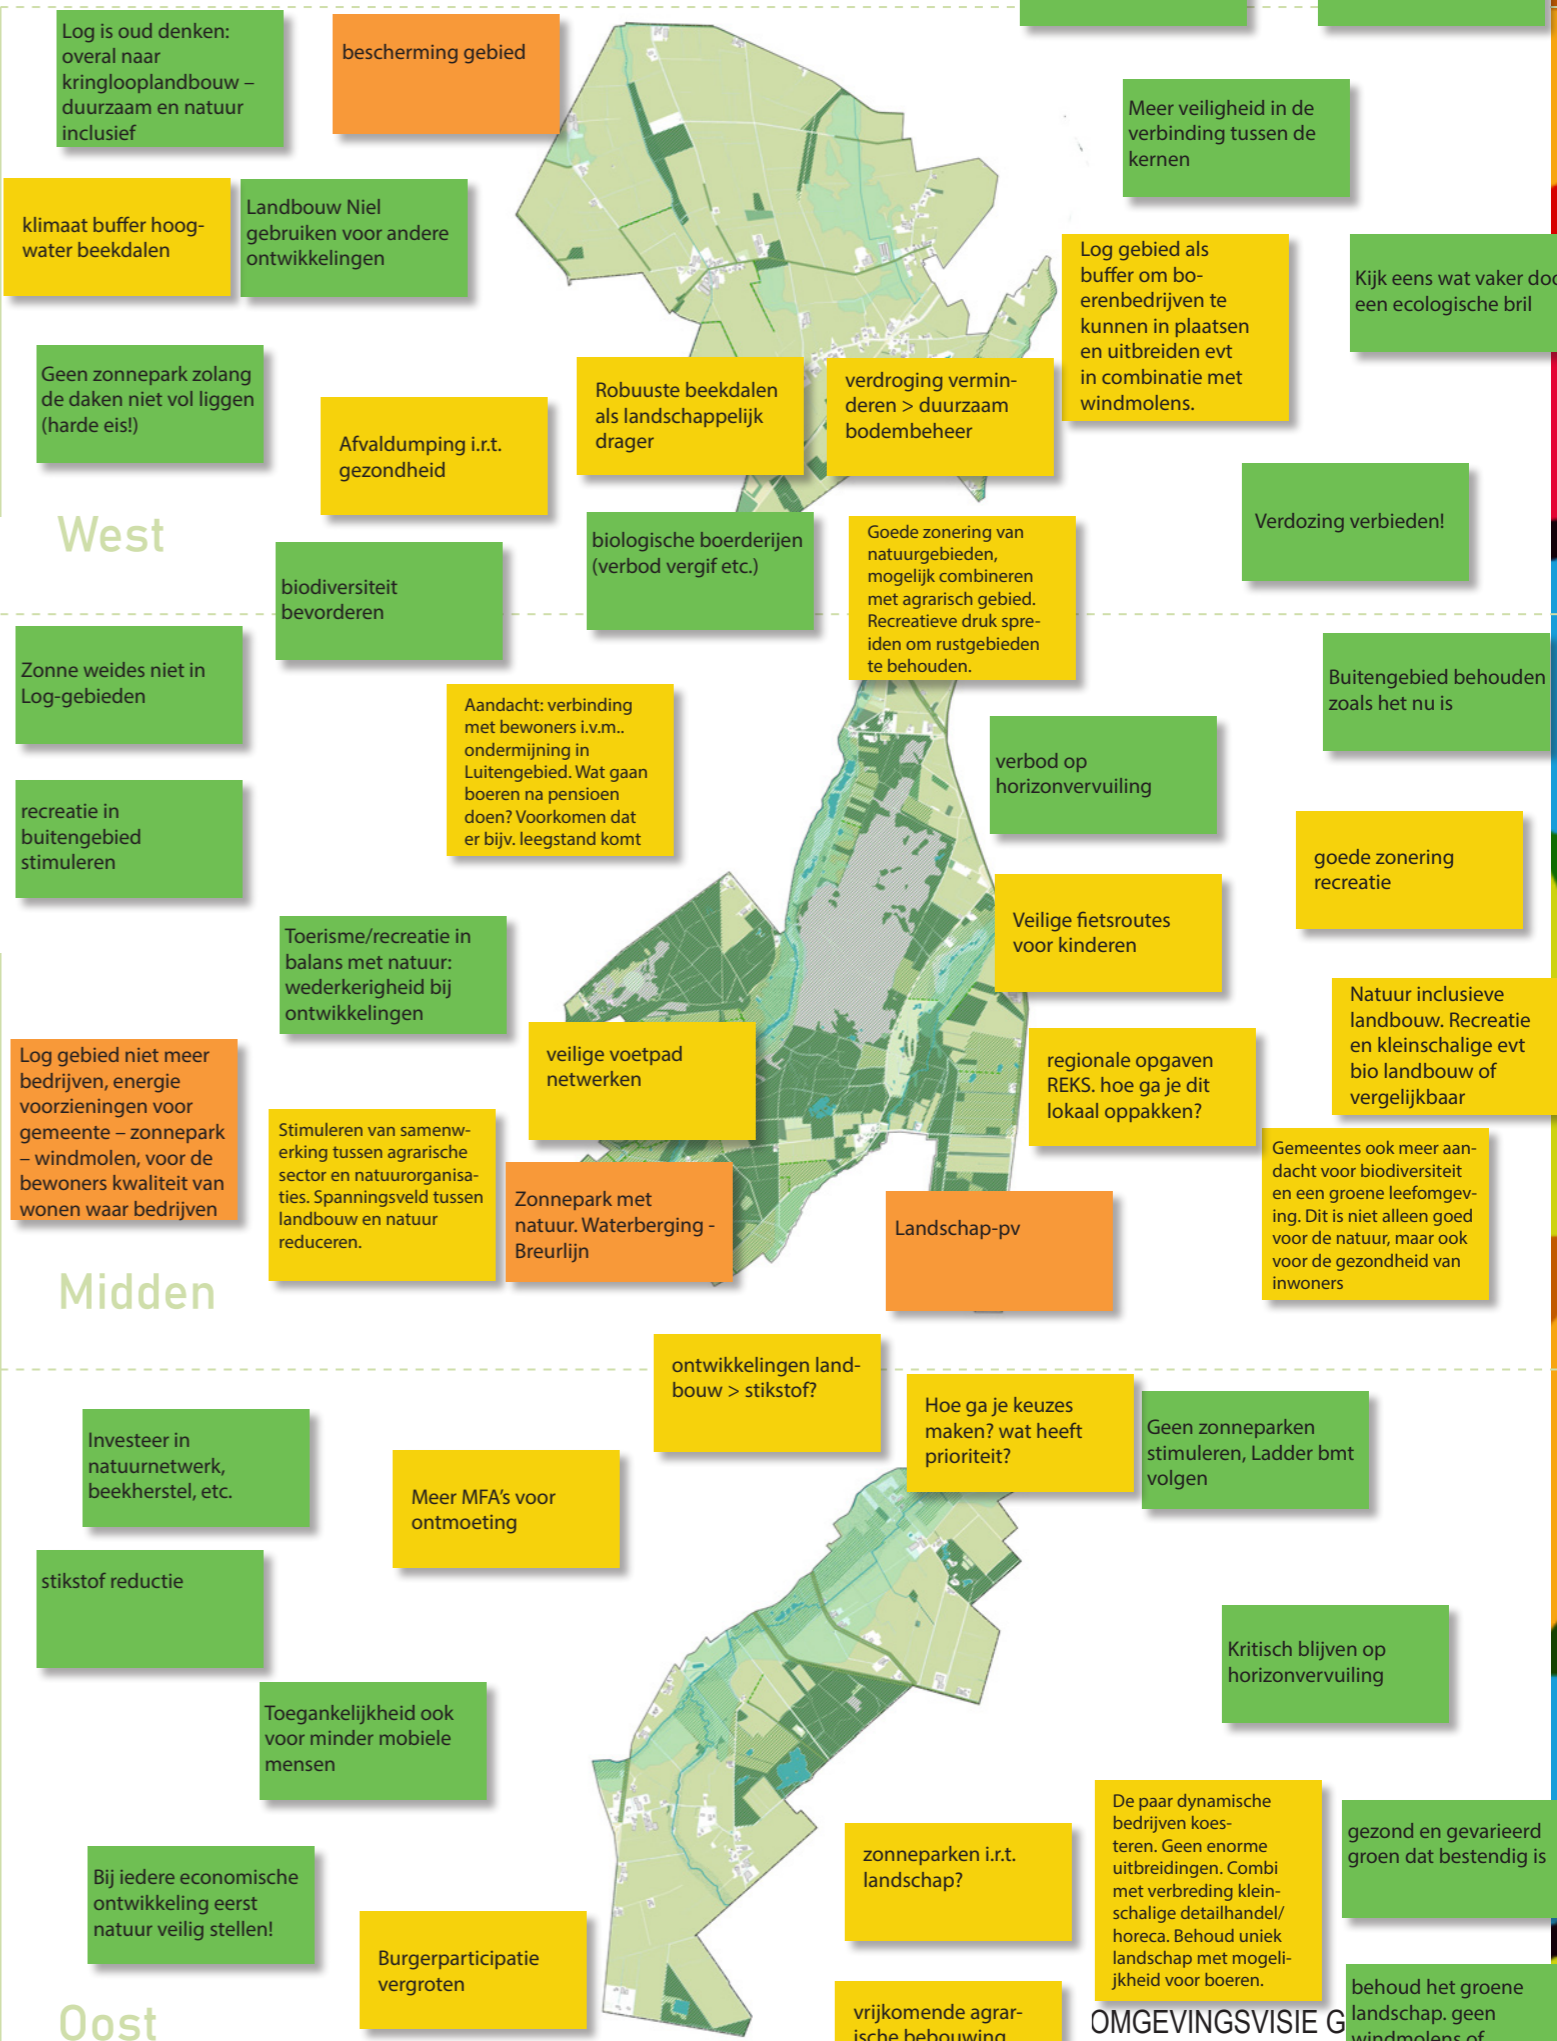 Log is oud denken:
overal naar
kringlooplandbouw –
duurzaam en natuur
inclusief
bescherming gebied
Meer veiligheid in de
verbinding tussen de
kernen
klimaat buffer hoog-
water beekdalen
Landbouw Niel
gebruiken voor andere
ontwikkelingen
Log gebied als
buffer om bo-
erenbedrijven te
kunnen in plaatsen
en uitbreiden evt
in combinatie met
windmolens.
Kijk eens wat vaker
een ecologische bril
Geen zonnepark zolang
de daken niet vol liggen
(harde eis!)
Afvaldumping i.r.t.
gezondheid
Robuuste beekdalen
als landschappelijk
drager
verdroging vermin-
deren > duurzaam
bodembeheer
Verdozing verbieden!
West
biodiversiteit
bevorderen
biologische boerderijen
(verbod vergif etc.)
Goede zonering van
natuurgebieden,
mogelijk combineren
met agrarisch gebied.
Recreatieve druk spre-
iden om rustgebieden
te behouden.
Zonne weides niet in
Log-gebieden
Aandacht: verbinding
met bewoners i.v.m..
ondermijning in
Luitengebied. Wat gaan
boeren na pensioen
doen? Voorkomen dat
er bijv. leegstand komt
verbod op
horizonvervuiling
Buitengebied behouden
zoals het nu is
recreatie in
buitengebied
stimuleren
goede zonering
recreatie
Toerisme/recreatie in
balans met natuur:
wederkerigheid bij
ontwikkelingen
Veilige fietsroutes
voor kinderen
Natuur inclusieve
landbouw. Recreatie
en kleinschalige evt
bio landbouw of
vergelijkbaar
Log gebied niet meer
bedrijven, energie
voorzieningen voor
gemeente – zonnepark
– windmolen, voor de
bewoners kwaliteit van
wonen waar bedrijven
veilige voetpad
netwerken
regionale opgaven
REKS. hoe ga je dit
lokaal oppakken?
Stimuleren van samenw-
erking tussen agrarische
sector en natuurorganisa-
ties. Spanningsveld tussen
landbouw en natuur
reduceren.
Zonnepark met
natuur. Waterberging -
Breurlijn
Landschap-pv
Gemeentes ook meer aan-
dacht voor biodiversiteit
en een groene leefomgev-
ing. Dit is niet alleen goed
voor de natuur, maar ook
voor de gezondheid van
inwoners
Midden
ontwikkelingen land-
bouw > stikstof?
Hoe ga je keuzes
maken? wat heeft
prioriteit?
Geen zonneparken
stimuleren, Ladder bmt
volgen
Investeer in
natuurnetwerk,
beekherstel, etc.
Meer MFA's voor
ontmoeting
stikstof reductie
Kritisch blijven op
horizonvervuiling
Toegankelijkheid ook
voor minder mobiele
mensen
De paar dynamische
bedrijven koes-
teren. Geen enorme
uitbreidingen. Combi
met verbreding klein-
schalige detailhandel/
horeca. Behoud uniek
landschap met mogeli-
jkheid voor boeren.
zonneparken i.r.t.
landschap?
gezond en gevarieerd
groen dat bestendig is
Bij iedere economische
ontwikkeling eerst
natuur veilig stellen!
Burgerparticipatie
vergroten
behoud het groene
landschap. geen
windmolens of
vrijkomende agrar-
ische bebouwing
OMGEVINGSVISIE G
Oost